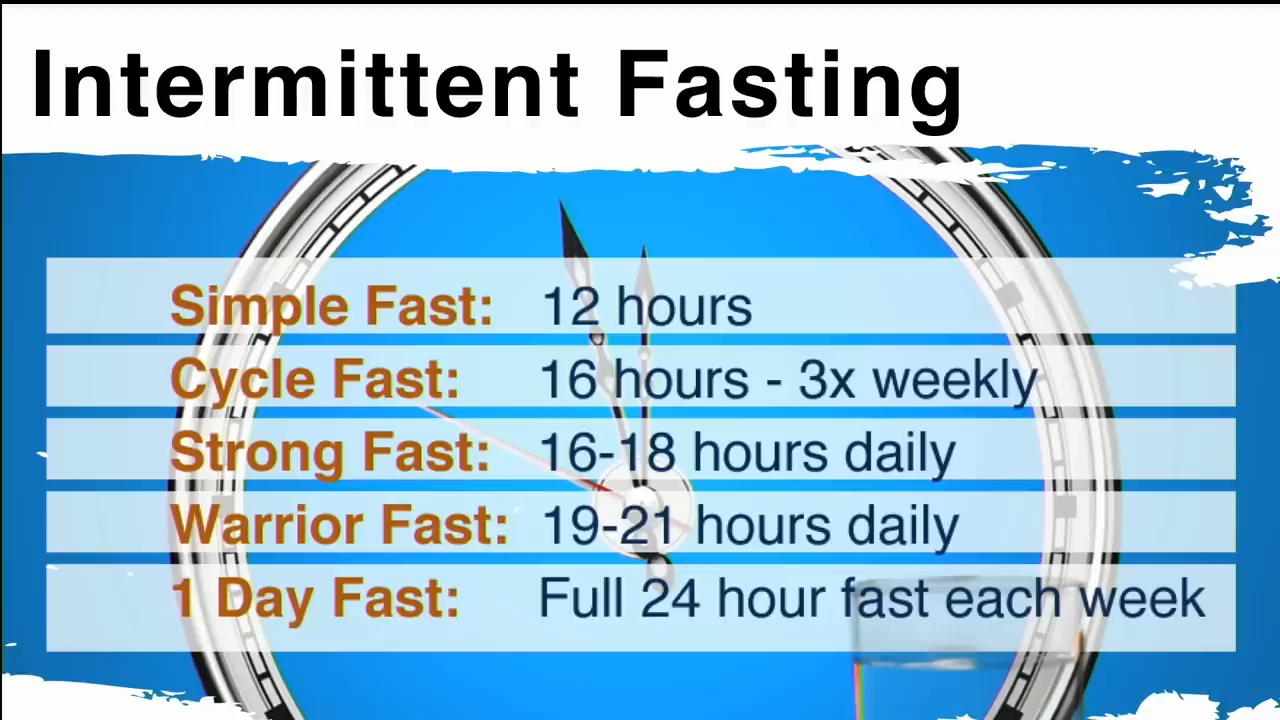 Intermittent Fasting
Simple Fast: 12 hours
Cycle Fast: 16 hours - 3x weekly
Strong Fast: 16-18 hours daily
Warrior Fast: 19-21 hours daily
1 Day Fast: Full 24 hour fast each week